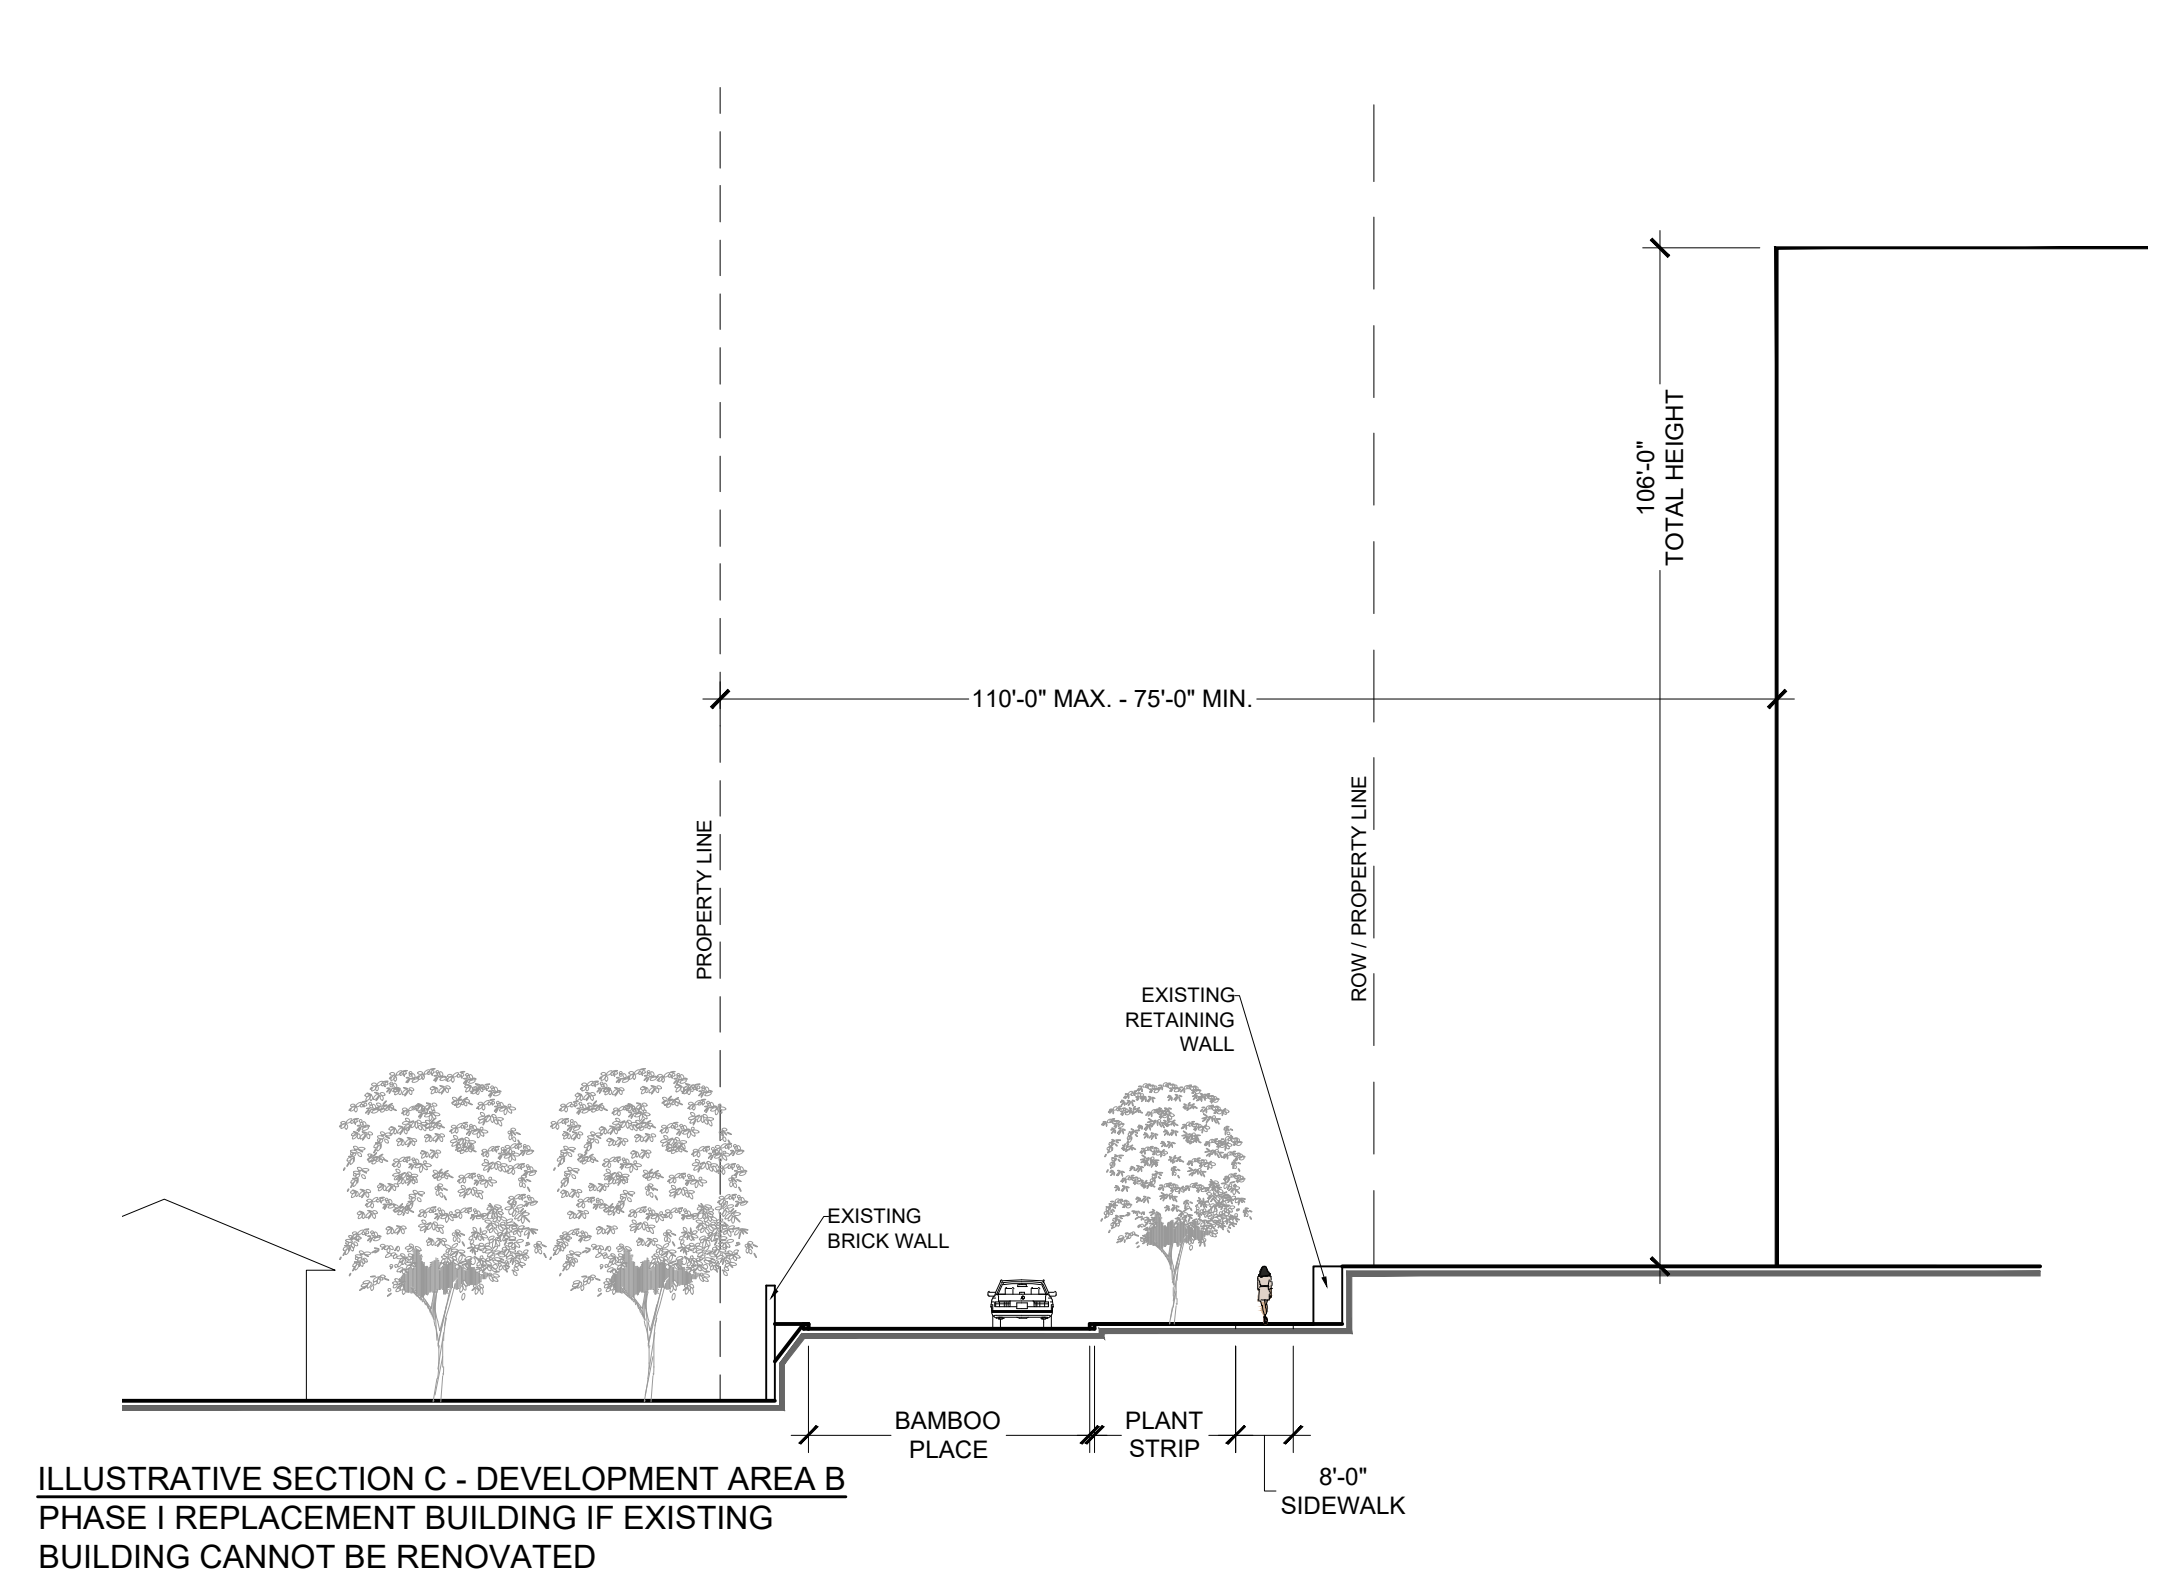 106'-0"
TOTAL HEIGHT
110'-0" MAX. - 75'-0" MIN.
PROPERTY LINE
ROW / PROPERTY LINE
EXISTING
RETAINING
WALL
EXISTING
BRICK WALL
BAMBOO
PLACE
PLANT
STRIP
8'-0"
SIDEWALK
ILLUSTRATIVE SECTION C - DEVELOPMENT AREA B
PHASE I REPLACEMENT BUILDING IF EXISTING
BUILDING CANNOT BE RENOVATED